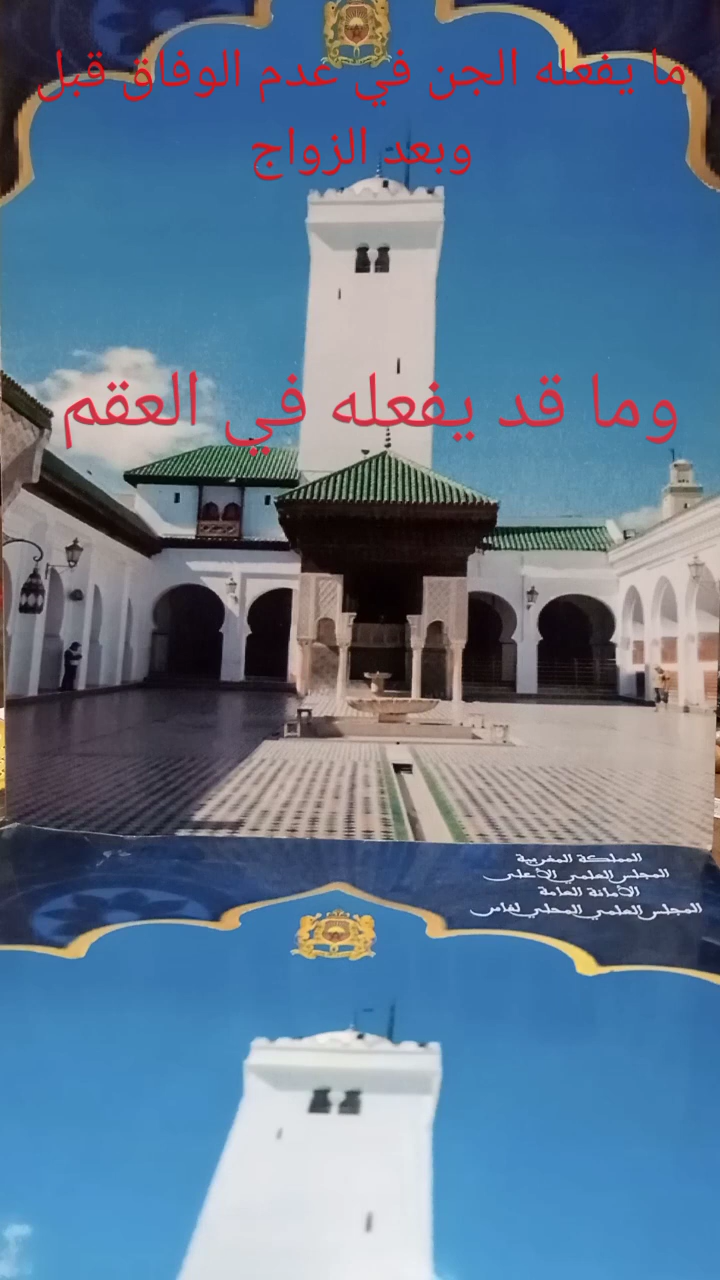 ما يفعله الجن في عدم الوفاق قبل
وبعد الزواج
وما قد يفعله في العقم
المملكة المغربية
المجلس العلمي الأعلى
الأمانة العامة
المجلس العلمي المحلي لفاس